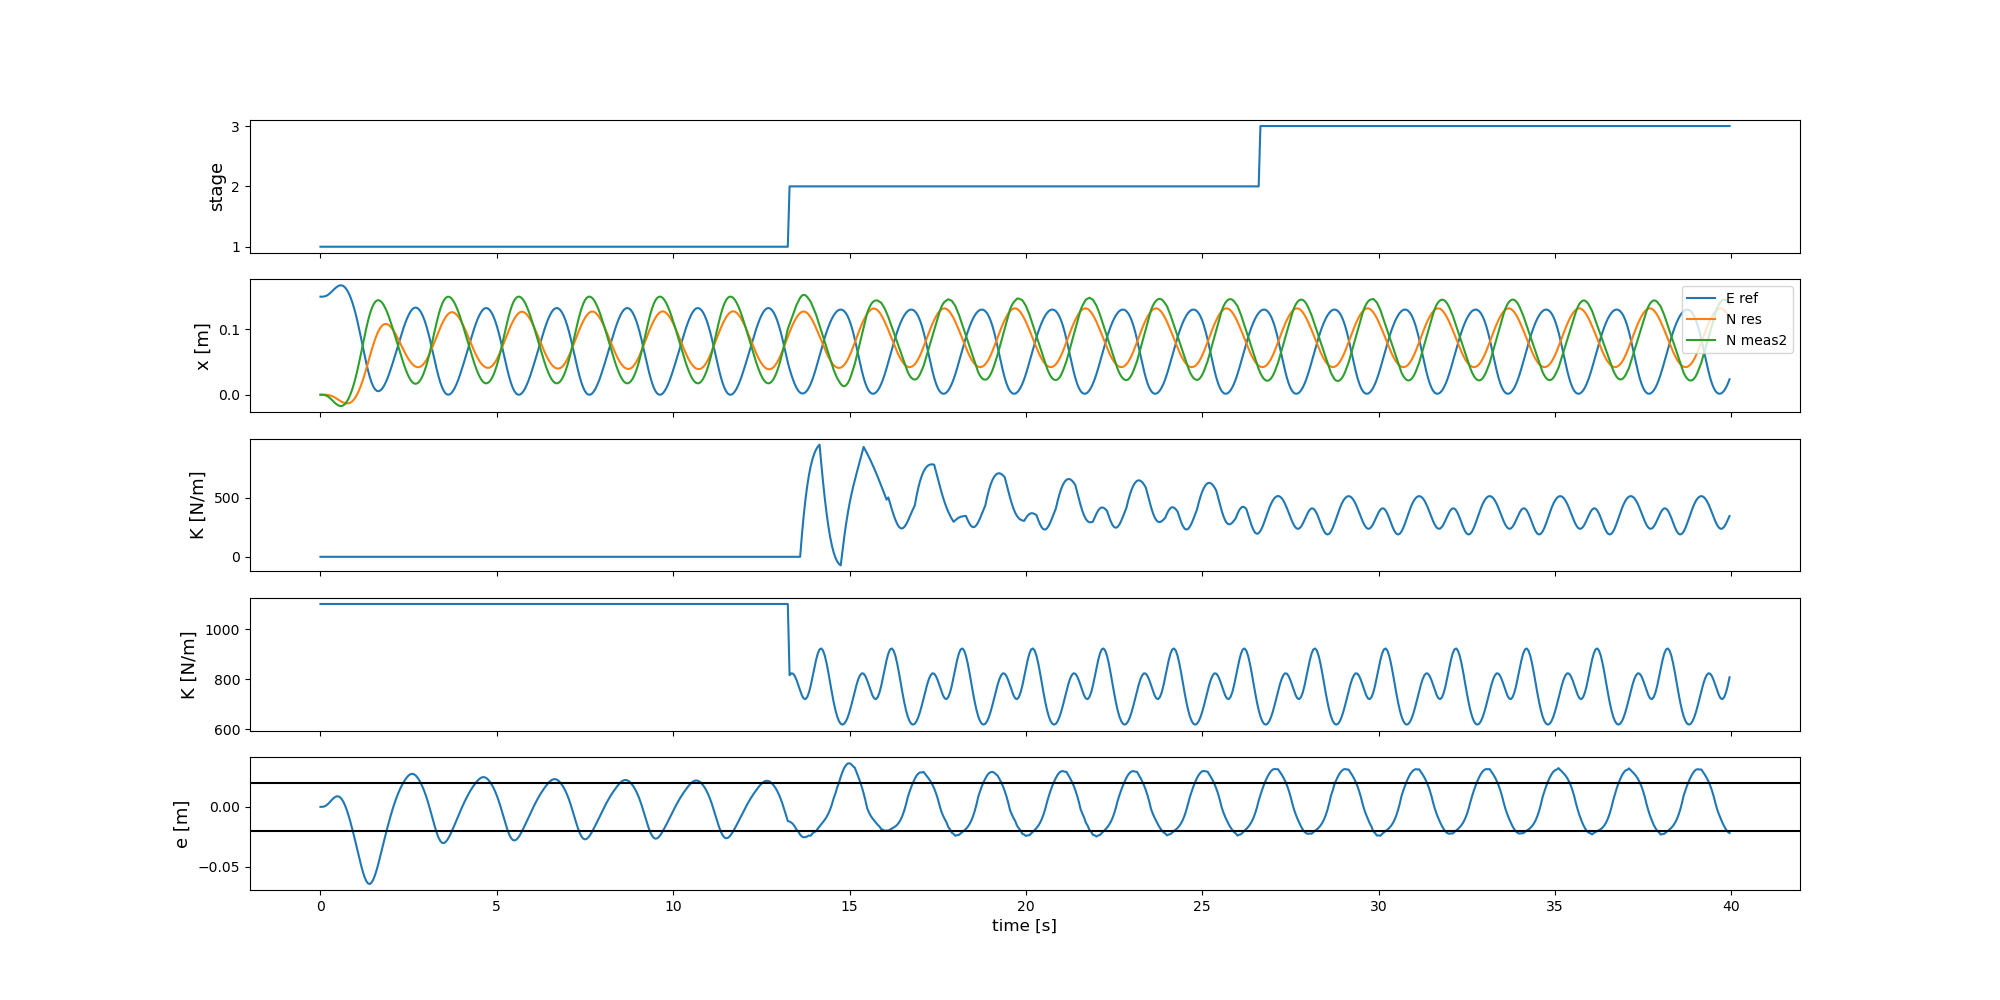 stage
3
2
1
x [m]
0.1
0.0
E ref
N res
N meas2
K [N/m]
500
0
K [N/m]
1000
800
600
e [m]
0.00
−0.05
0 5 10 15 20 25 30 35 40
time [s]